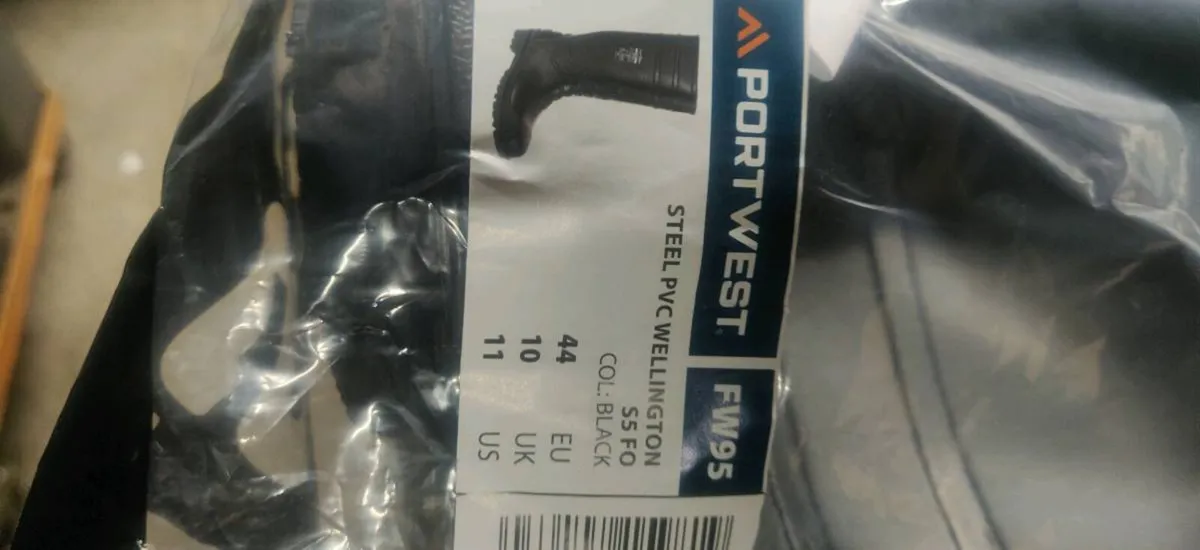 PORTWEST FW95
STEEL PVC WELLINGTON
S5 FO
COL: BLACK
44 EU
10 UK
11 US